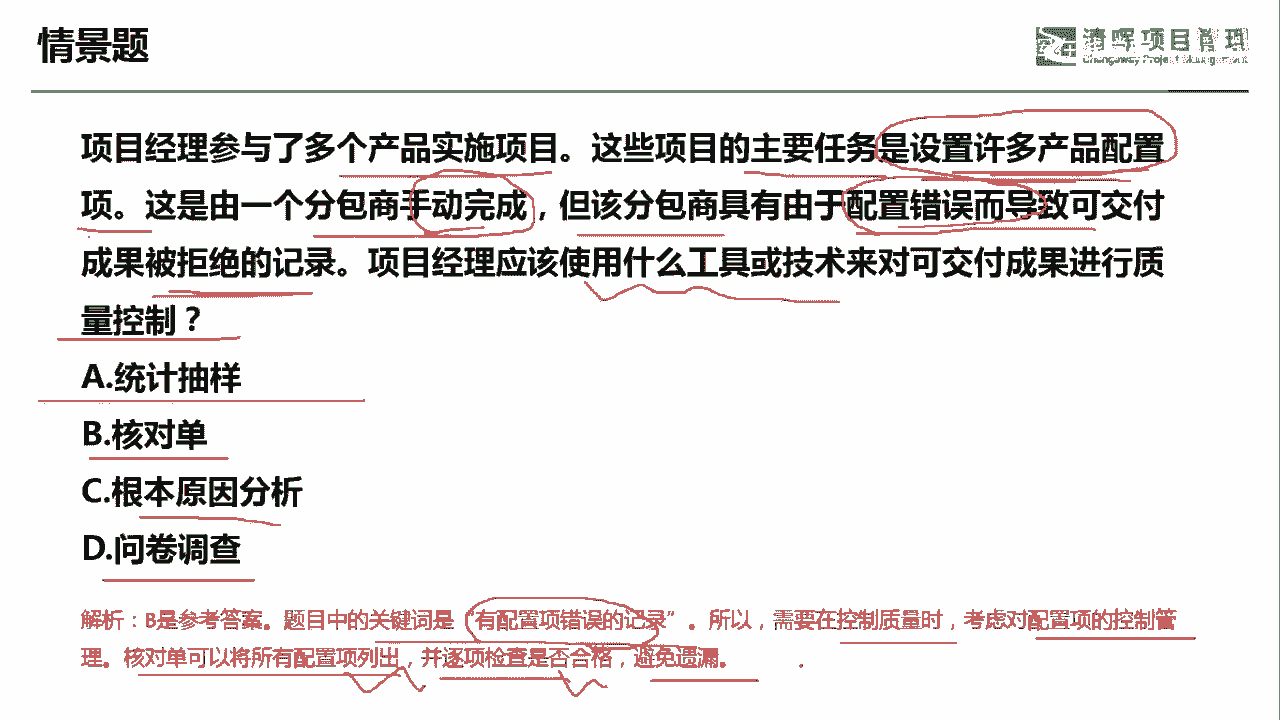 情景题
清晖项目管理
Changeway Project Management
项目经理参与了多个产品实施项目。这些项目的主要任务是设置许多产品配置
项。这是由一个分包商手动完成，但该分包商具有由于配置错误而导致可交付
成果被拒绝的记录。项目经理应该使用什么工具或技术来对可交付成果进行质
量控制？
A.统计抽样
B.核对单
C.根本原因分析
D.问卷调查
解析：B是参考答案。题目中的关键词是“有配置项错误的记录”。所以，需要在控制质量时，考虑对配置项的控制管
理。核对单可以将所有配置项列出，并逐项检查是否合格，避免遗漏。